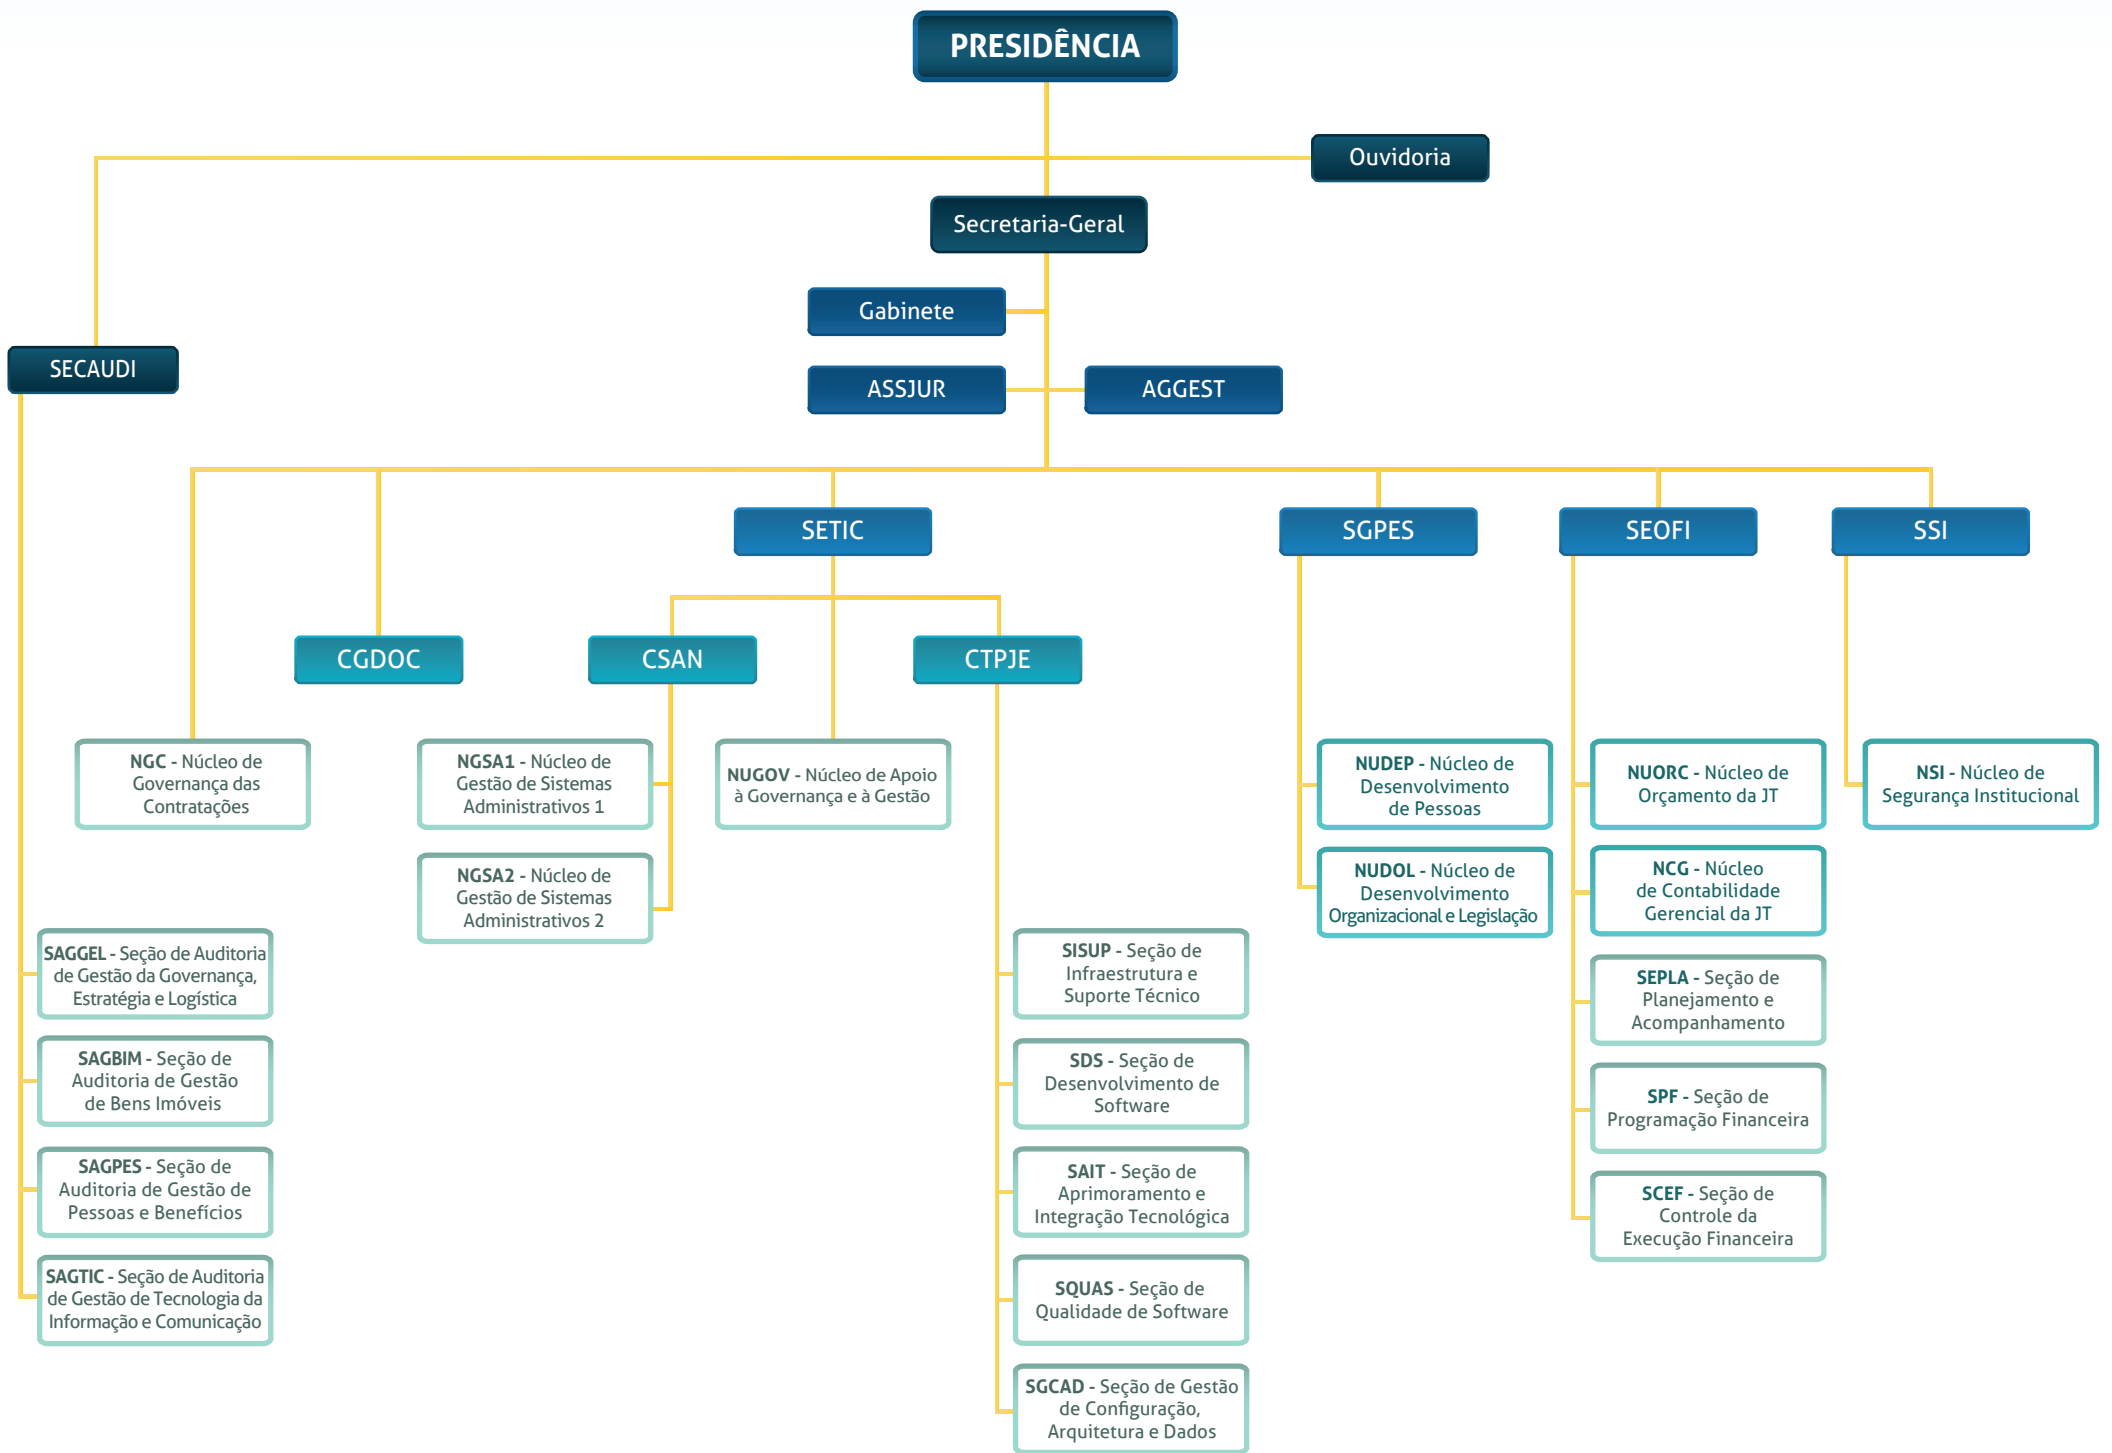 PRESIDÊNCIA
Ouvidoria
Secretaria-Geral
Gabinete
SECAUDI
ASSJUR
AGGEST
SETIC
SGPES
SEOFI
SSI
CGDOC
CSAN
CTPJE
NGC - Núcleo de
Governança das
Contratações
NGSA1 - Núcleo de
Gestão de Sistemas
Administrativos 1
NUGOV - Núcleo de Apoio
à Governança e à Gestão
NUDEP - Núcleo de
Desenvolvimento
de Pessoas
NUORC - Núcleo de
Orçamento da JT
NSI - Núcleo de
Segurança Institucional
NGSA2 - Núcleo de
Gestão de Sistemas
Administrativos 2
NUDOL - Núcleo de
Desenvolvimento
Organizacional e Legislação
NCG - Núcleo
de Contabilidade
Gerencial da JT
SAGGEL - Seção de Auditoria
de Gestão da Governança,
Estratégia e Logística
SISUP - Seção de
Infraestrutura e
Suporte Técnico
SEPLA - Seção de
Planejamento e
Acompanhamento
SAGBIM - Seção de
Auditoria de Gestão
de Bens Imóveis
SDS - Seção de
Desenvolvimento de
Software
SPF - Seção de
Programação Financeira
SAGPES - Seção de
Auditoria de Gestão de
Pessoas e Benefícios
SAIT - Seção de
Aprimoramento e
Integração Tecnológica
SCEF - Seção de
Controle da
Execução Financeira
SAGTIC - Seção de Auditoria
de Gestão de Tecnologia da
Informação e Comunicação
SQUAS - Seção de
Qualidade de Software
SGCAD - Seção de Gestão
de Configuração,
Arquitetura e Dados